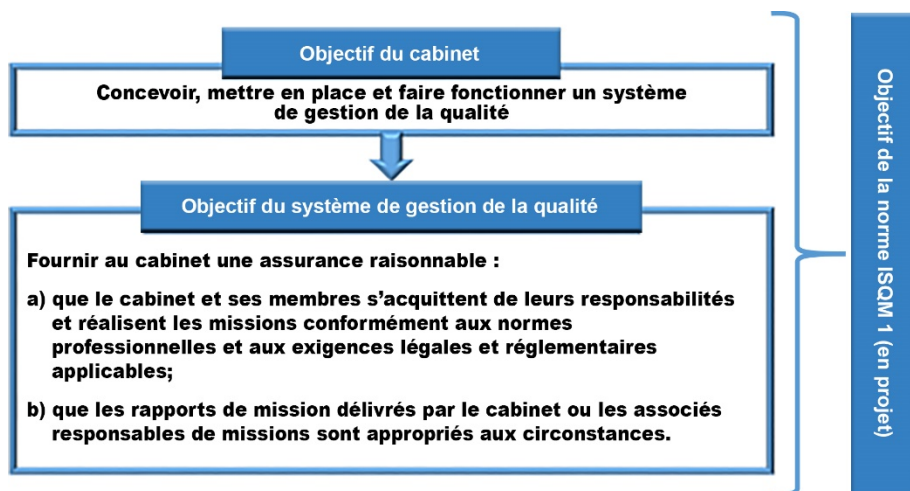 Objectif du cabinet
Concevoir, mettre en place et faire fonctionner un système
de gestion de la qualité
Objectif du système de gestion de la qualité
Fournir au cabinet une assurance raisonnable :
a) que le cabinet et ses membres s’acquittent de leurs responsabilités
et réalisent les missions conformément aux normes
professionnelles et aux exigences légales et réglementaires
applicables;
b) que les rapports de mission délivrés par le cabinet ou les associés
responsables de missions sont appropriés aux circonstances.
Objectif de la norme ISQM 1 (en projet)